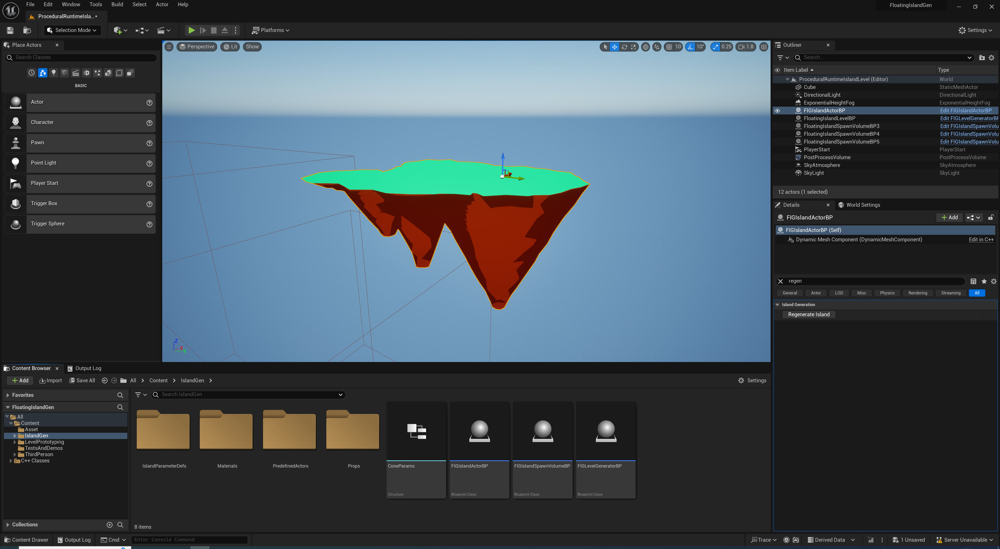 File Edit Window Tools Build Select Actor Help
FloatingIslandGen
ProceduralRuntimeIsla...*
Selection Mode
Platforms
Settings
Place Actors
Search Classes
BASIC
Actor
Character
Pawn
Point Light
Player Start
Trigger Box
Trigger Sphere
Perspective Lit Show
10 10° 0.25 1.8
Z
X
Y
Outliner
Search...
Item Label Type
ProceduralRuntimeIslandLevel (Editor) World
Cube StaticMeshActor
DirectionalLight DirectionalLight
ExponentialHeightFog ExponentialHeightFog
FIGIslandActorBP Edit FIGIslandActorBP
FloatingIslandLevelBP Edit FIGLevelGeneratorBP
FloatingIslandSpawnVolumeBP3 Edit FIGIslandSpawnVolu
FloatingIslandSpawnVolumeBP4 Edit FIGIslandSpawnVolu
FloatingIslandSpawnVolumeBP5 Edit FIGIslandSpawnVolu
PlayerStart PlayerStart
PostProcessVolume PostProcessVolume
SkyAtmosphere SkyAtmosphere
SkyLight SkyLight
12 actors (1 selected)
Details World Settings
FIGIslandActorBP Add
FIGIslandActorBP (Self)
Dynamic Mesh Component (DynamicMeshComponent) Edit in C++
regen
General Actor LOD Misc Physics Rendering Streaming All
Island Generation
Regenerate Island
Content Browser Output Log
Add Import Save All All Content IslandGen Settings
Favorites
FloatingIslandGen
All
Content
Asset
IslandGen
LevelPrototyping
TestsAndDemos
ThirdPerson
C++ Classes
Collections
Search IslandGen
IslandParameterDefs Materials PredefinedActors Props ConeParams FIGIslandActorBP FIGIslandSpawnVolumeBP FIGLevelGeneratorBP
Structure Blueprint Class Blueprint Class Blueprint Class
8 items
Content Drawer Output Log Cmd Enter Console Command Trace Derived Data 1 Unsaved Server Unavailable